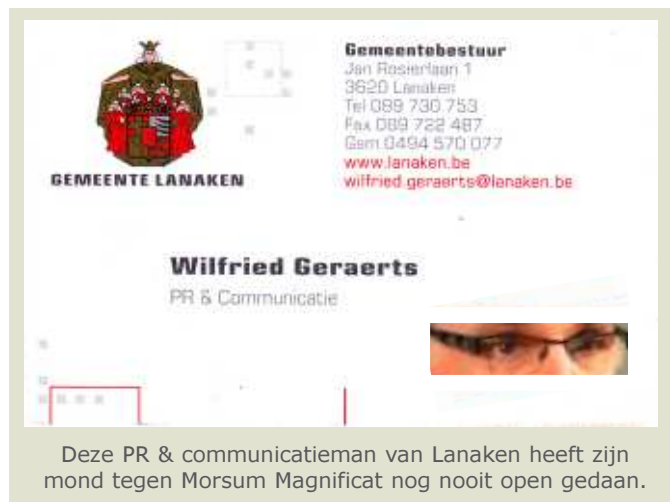 Gemeentebestuur
Jan Rosierlaan 1
3620 Lanaken
Tel 089 730 753
Fax 089 722 487
Gsm 0494 570 077
www.lanaken.be
wilfried.geraerts@lanaken.be
GEMEENTE LANAKEN
Wilfried Geraerts
PR & Communicatie
Deze PR & communicatieman van Lanaken heeft zijn
mond tegen Morsum Magnificat nog nooit open gedaan.